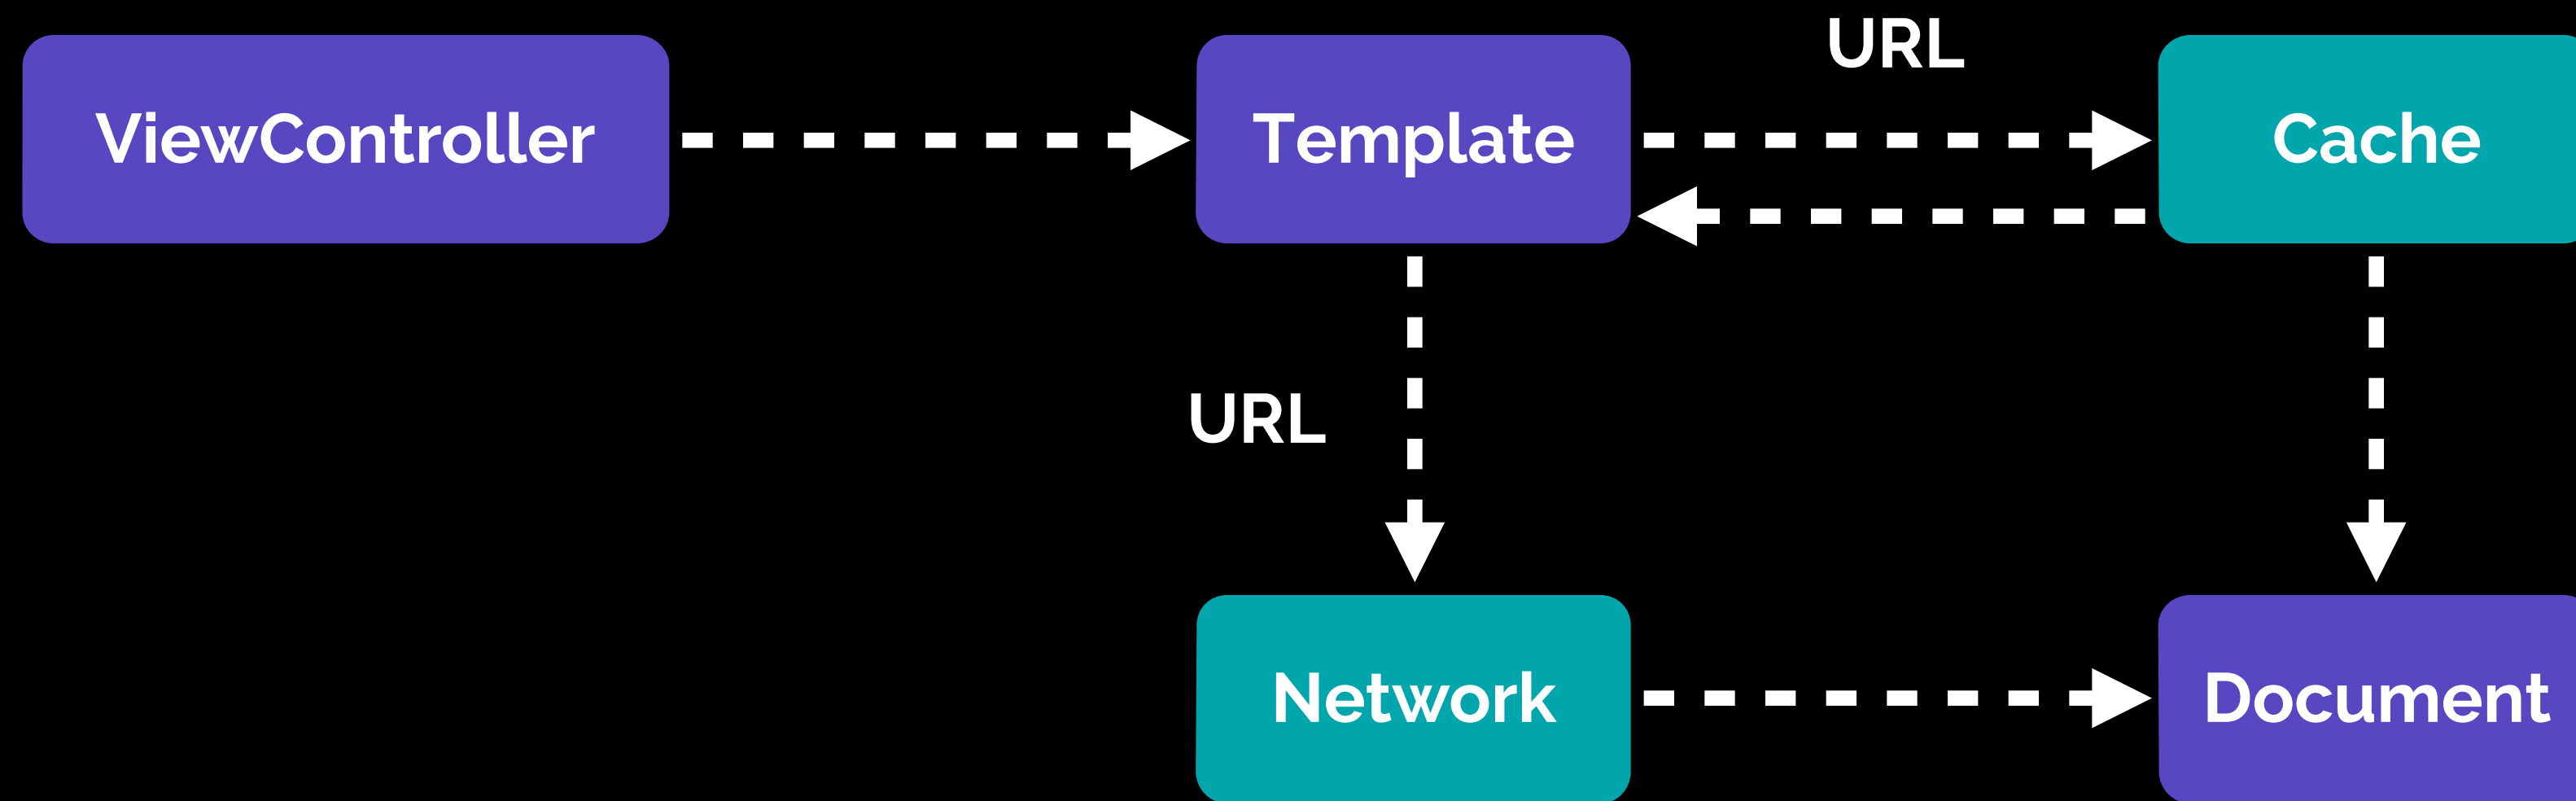 URL
ViewController
Template
Cache
URL
Network
Document